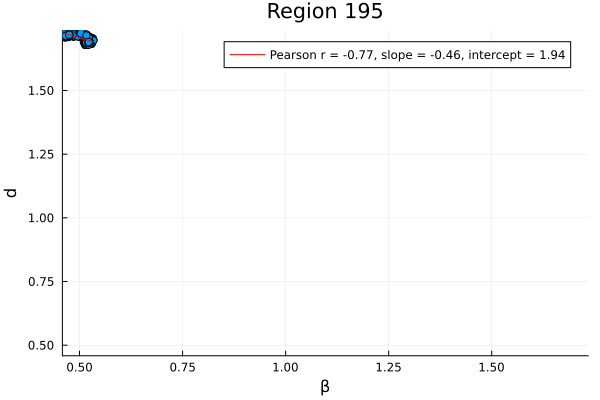 Region 195
Pearson r = -0.77, slope = -0.46, intercept = 1.94
1.50
1.25
d
1.00
0.75
0.50
0.50 0.75 1.00 1.25 1.50
β